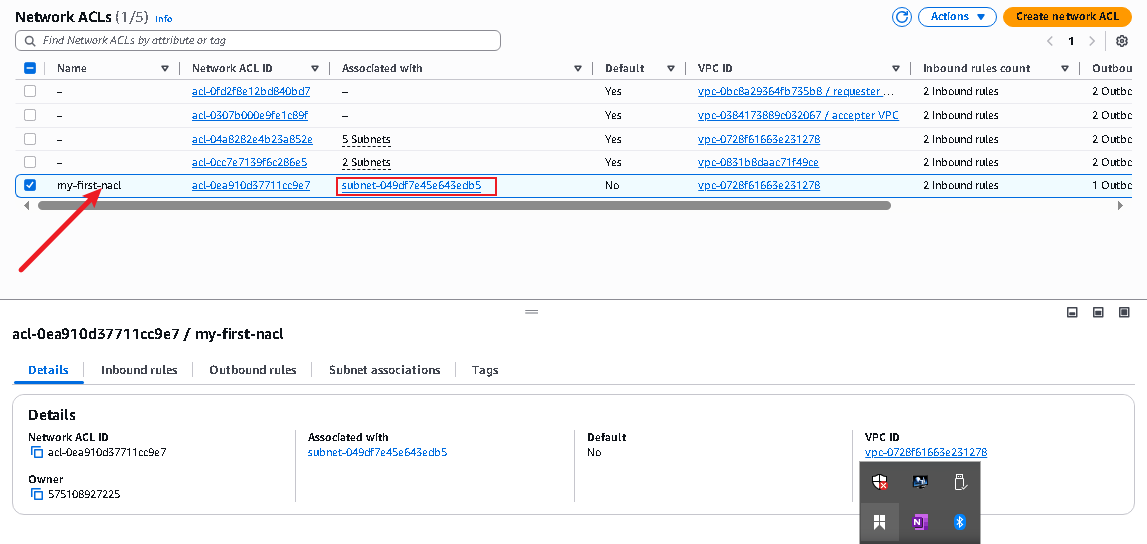 Network ACLs (1/5) Info
Actions ▼
Create network ACL
Find Network ACLs by attribute or tag
1
Name Network ACL ID Associated with Default VPC ID Inbound rules count Outbou
– acl-0fd2f8e12bd840bd7 – Yes vpc-0bc8a29364fb735b8 / requester ... 2 Inbound rules 2 Outbc
– acl-0307b000e9fe1c89f – Yes vpc-0384173889c032067 / accepter VPC 2 Inbound rules 2 Outbc
– acl-04a8282e4b23a852e 5 Subnets Yes vpc-0728f61663e231278 2 Inbound rules 2 Outbc
– acl-0cc7e7139f6c286e5 2 Subnets Yes vpc-0831b8daac71f49ce 2 Inbound rules 2 Outbc
my-first-nacl acl-0ea910d37711cc9e7 subnet-049df7e45e643edb5 No vpc-0728f61663e231278 2 Inbound rules 1 Outbc
acl-0ea910d37711cc9e7 / my-first-nacl
Details Inbound rules Outbound rules Subnet associations Tags
Details
Network ACL ID Associated with Default VPC ID
acl-0ea910d37711cc9e7 subnet-049df7e45e643edb5 No vpc-0728f61663e231278
Owner
575108927225